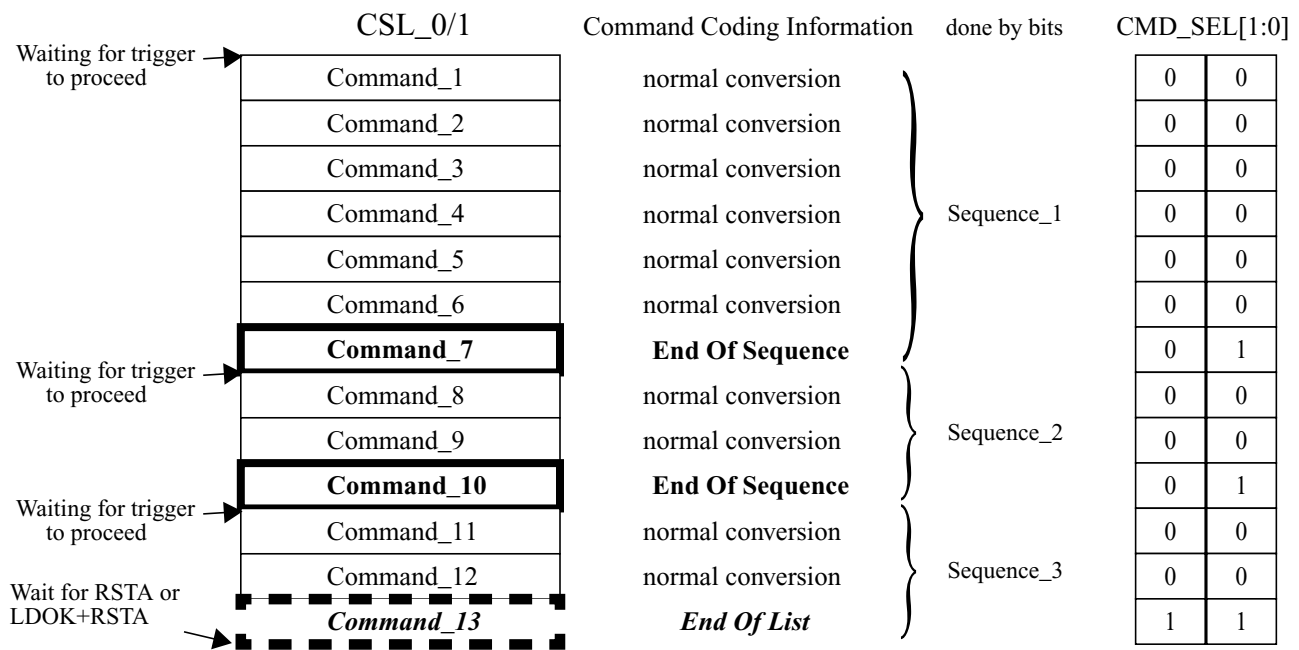 CSL_0/1 Command Coding Information done by bits CMD_SEL[1:0]
Waiting for trigger
to proceed
Command_1 normal conversion 0 0
Command_2 normal conversion 0 0
Command_3 normal conversion 0 0
Command_4 normal conversion Sequence_1 0 0
Command_5 normal conversion 0 0
Command_6 normal conversion 0 0
Command_7 End Of Sequence 0 1
Waiting for trigger
to proceed
Command_8 normal conversion 0 0
Command_9 normal conversion Sequence_2 0 0
Command_10 End Of Sequence 0 1
Waiting for trigger
to proceed
Command_11 normal conversion 0 0
Command_12 normal conversion Sequence_3 0 0
Wait for RSTA or
LDOK+RSTA
Command_13 End Of List 1 1